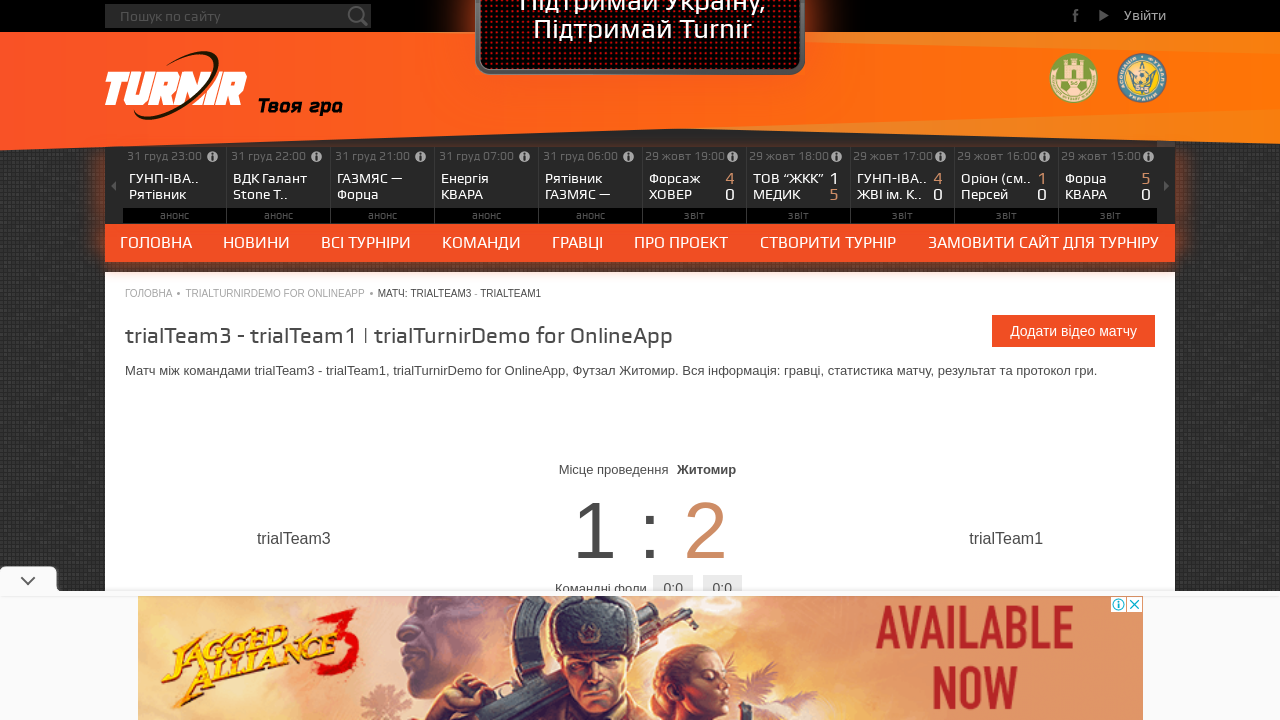 Пошук по сайту
Підтримай Україну,
Підтримай Turnir
Увійти
TURNIR
Твоя гра
31 груд 23:00
31 груд 22:00
31 груд 21:00
31 груд 07:00
31 груд 06:00
29 жовт 19:00
29 жовт 18:00
29 жовт 17:00
29 жовт 16:00
29 жовт 15:00
ГУНП-ІВА..
ВДК Галант
ГАЗМЯС —
Енергія
Рятівник
Форсаж 4
ТОВ “ЖКК” 1
ГУНП-ІВА.. 4
Оріон (см.. 1
Форца 5
Рятівник
Stone T..
Форца
КВАРА
ГАЗМЯС —
ХОВЕР 0
МЕДИК 5
ЖВІ ім. К.. 0
Персей 0
КВАРА 0
анонс
анонс
анонс
анонс
анонс
звіт
звіт
звіт
звіт
звіт
ГОЛОВНА НОВИНИ ВСІ ТУРНІРИ КОМАНДИ ГРАВЦІ ПРО ПРОЕКТ СТВОРИТИ ТУРНІР ЗАМОВИТИ САЙТ ДЛЯ ТУРНІРУ
ГОЛОВНА • TRIALTURNIRDEMO FOR ONLINEAPP • МАТЧ: TRIALTEAM3 - TRIALTEAM1
trialTeam3 - trialTeam1 | trialTurnirDemo for OnlineApp
Додати відео матчу
Матч між командами trialTeam3 - trialTeam1, trialTurnirDemo for OnlineApp, Футзал Житомир. Вся інформація: гравці, статистика матчу, результат та протокол гри.
Місце проведення Житомир
trialTeam3
1 : 2
trialTeam1
Командні фоли 0:0 0:0
JAGGED ALLIANCE 3
AVAILABLE
NOW